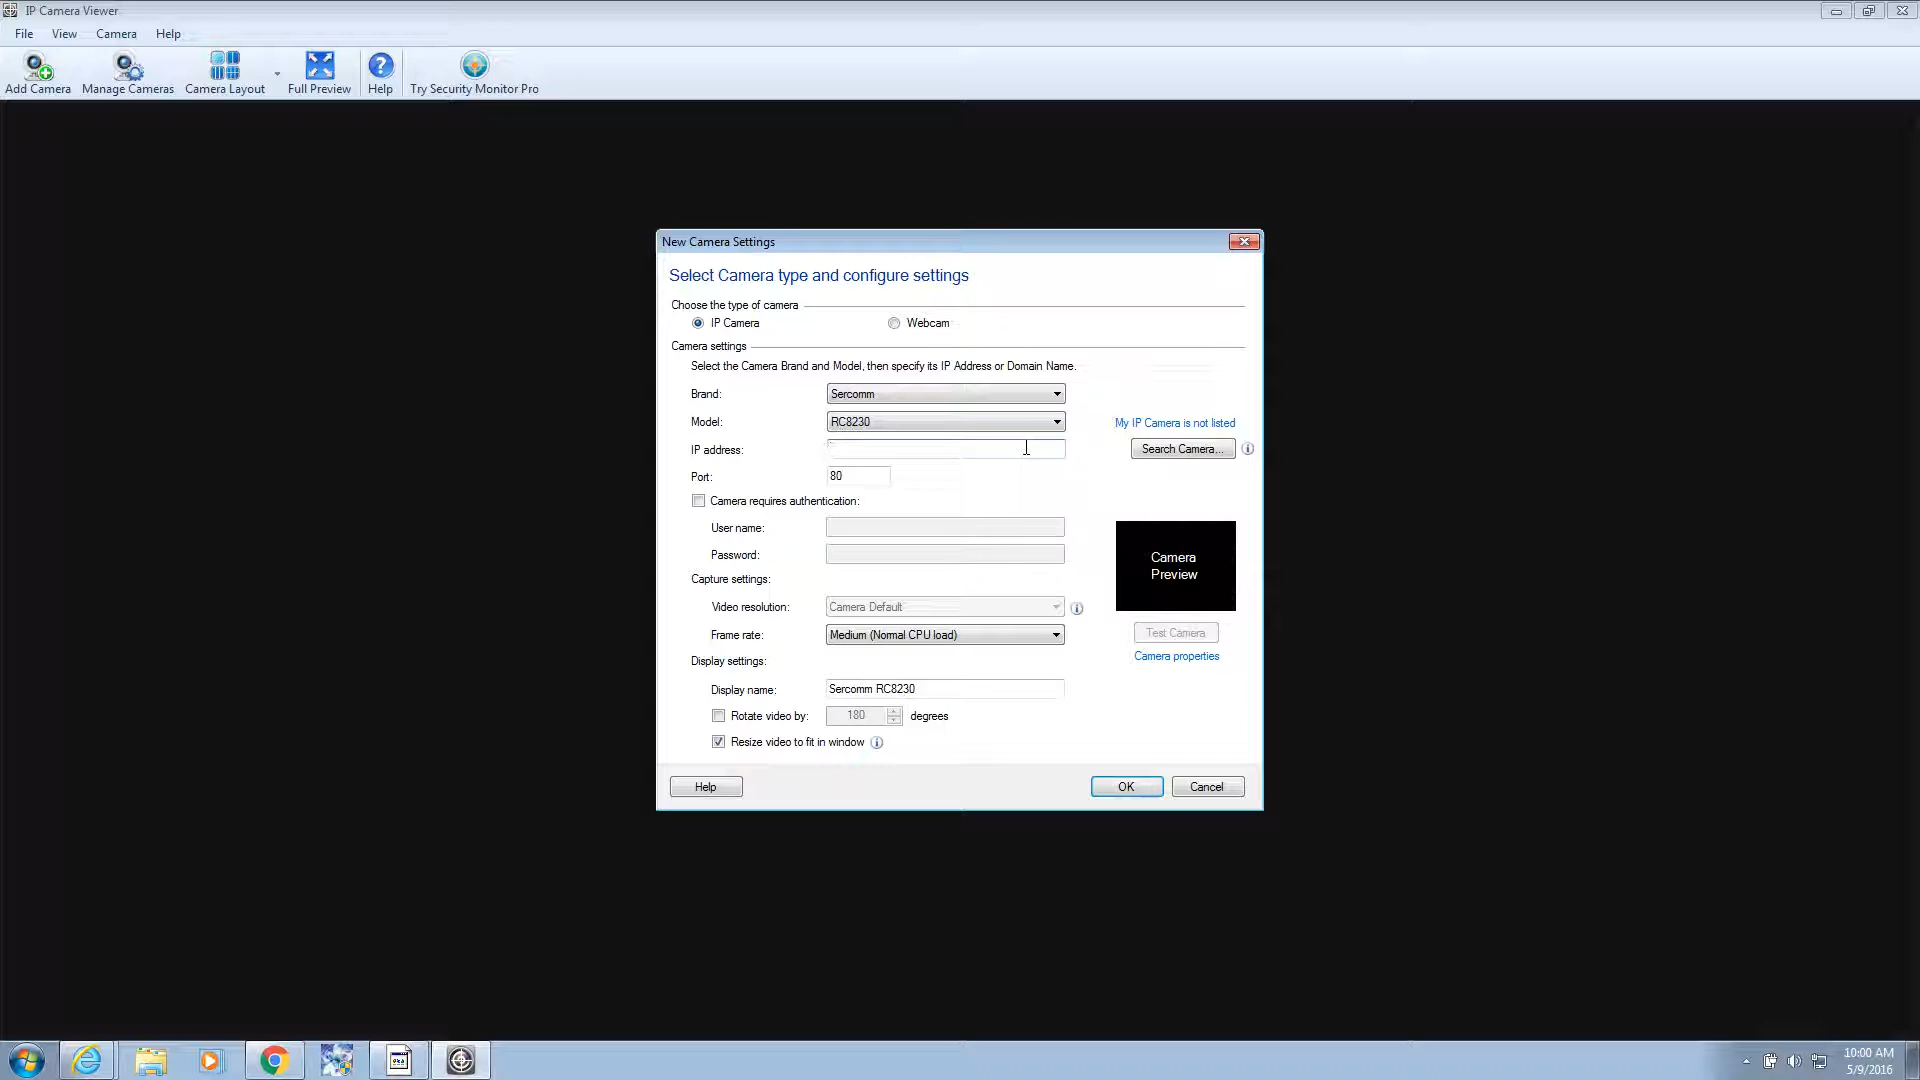 IP Camera Viewer
File View Camera Help
Add Camera Manage Cameras Camera Layout Full Preview Help Try Security Monitor Pro
New Camera Settings
Select Camera type and configure settings
Choose the type of camera
IP Camera Webcam
Camera settings
Select the Camera Brand and Model, then specify its IP Address or Domain Name.
Brand: Sercomm
Model: RC8230 My IP Camera is not listed
IP address: Search Camera...
Port: 80
Camera requires authentication:
User name:
Password:
Camera
Preview
Capture settings:
Video resolution: Camera Default
Frame rate: Medium (Normal CPU load) Test Camera
Camera properties
Display settings:
Display name: Sercomm RC8230
Rotate video by: 180 degrees
Resize video to fit in window
Help OK Cancel
10:00 AM
5/9/2016